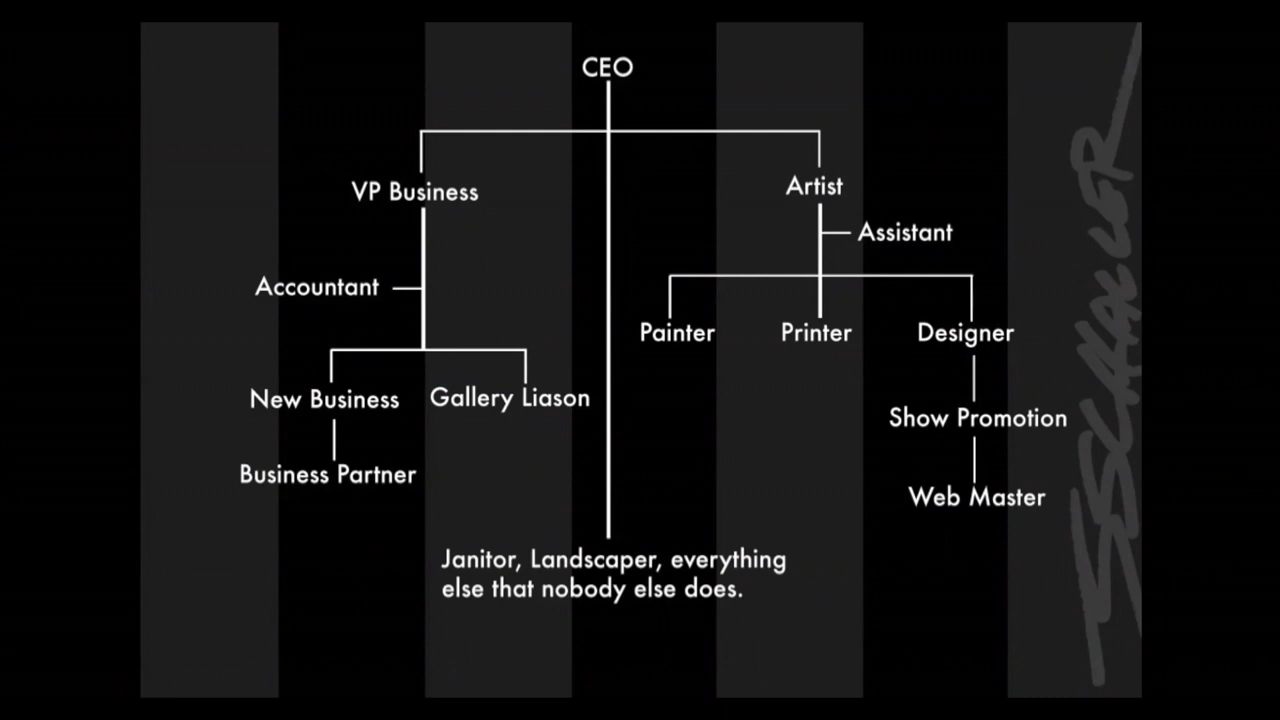 CEO
VP Business
Artist
Assistant
Accountant
Painter
Printer
Designer
New Business
Gallery Liason
Show Promotion
Business Partner
Web Master
Janitor, Landscaper, everything
else that nobody else does.